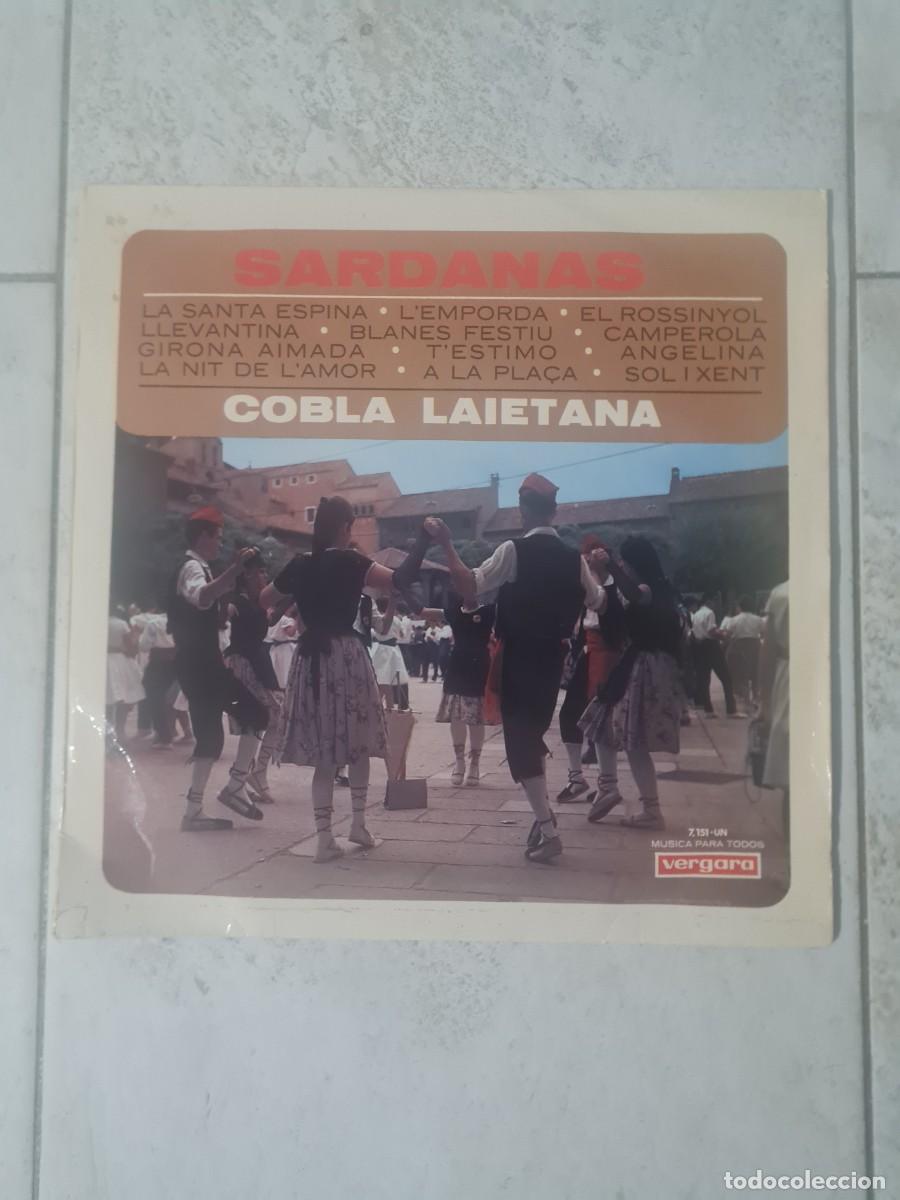 SARDANAS
LA SANTA ESPINA • L'EMPORDA • EL ROSSINYOL
LLEVANTINA • BLANES FESTIU • CAMPEROLA
GIRONA AIMADA • T'ESTIMO • ANGELINA
LA NIT DE L'AMOR • A LA PLAÇA • SOL IXENT
COBLA LAIETANA
7,151-UN
MUSICA PARA TODOS
vergara
todocoleccion